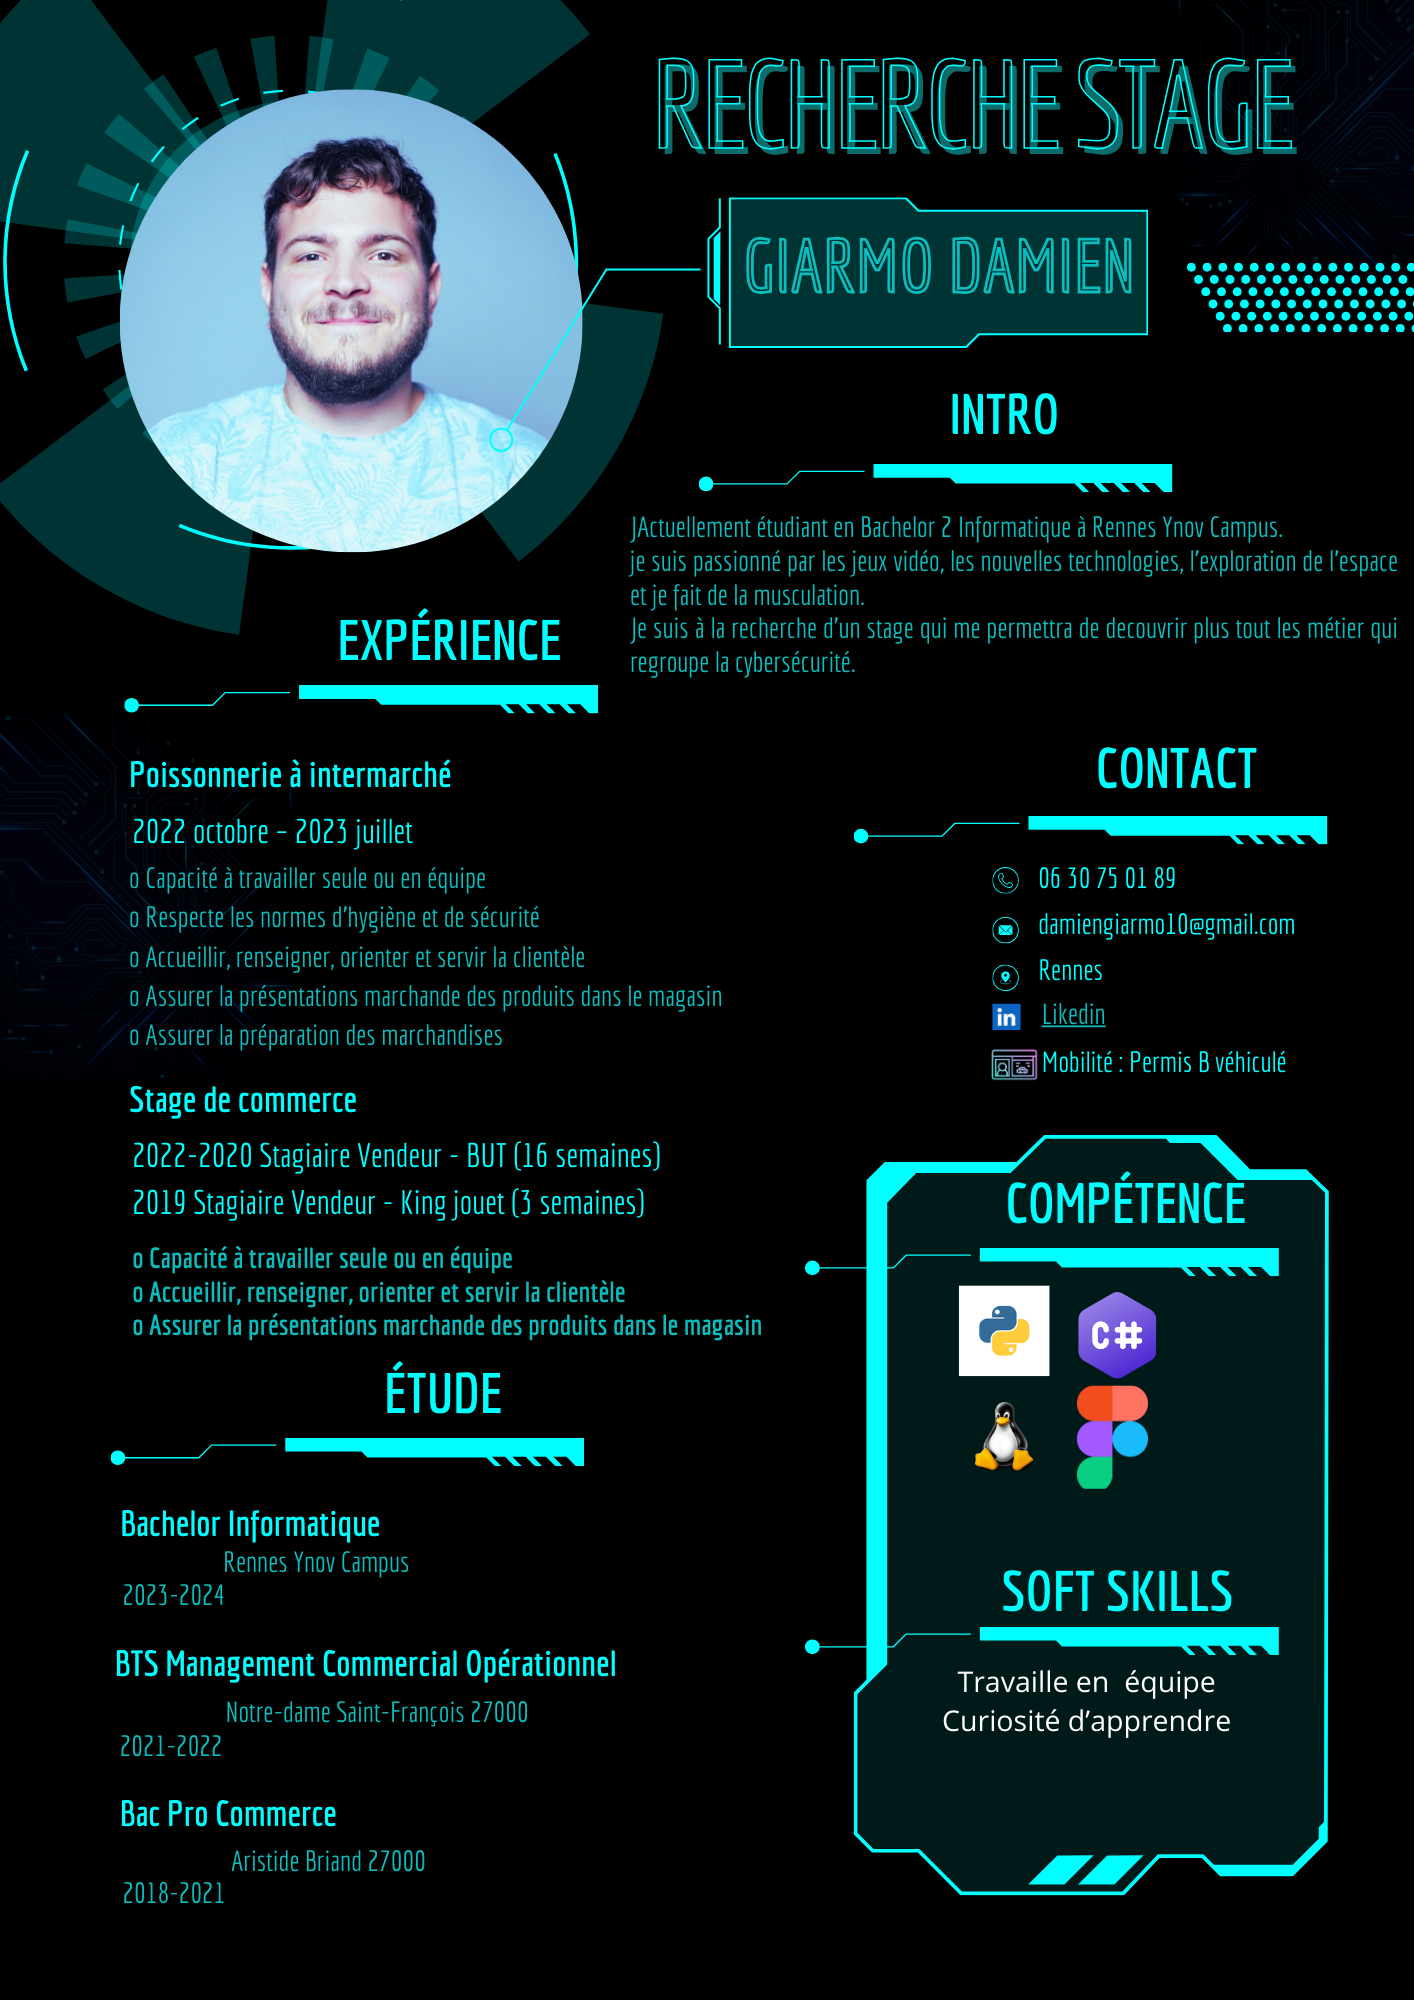 RECHERCHE STAGE
GIARMO DAMIEN
INTRO
JActuellement étudiant en Bachelor 2 Informatique à Rennes Ynov Campus.
je suis passionné par les jeux vidéo, les nouvelles technologies, l'exploration de l'espace
et je fait de la musculation.
Je suis à la recherche d'un stage qui me permettra de decouvrir plus tout les métier qui
regroupe la cybersécurité.
EXPÉRIENCE
Poissonnerie à intermarché
2022 octobre – 2023 juillet
o Capacité à travailler seule ou en équipe
o Respecte les normes d'hygiène et de sécurité
o Accueillir, renseigner, orienter et servir la clientèle
o Assurer la présentations marchande des produits dans le magasin
o Assurer la préparation des marchandises
Stage de commerce
2022-2020 Stagiaire Vendeur - BUT (16 semaines)
2019 Stagiaire Vendeur - King jouet (3 semaines)
o Capacité à travailler seule ou en équipe
o Accueillir, renseigner, orienter et servir la clientèle
o Assurer la présentations marchande des produits dans le magasin
ÉTUDE
Bachelor Informatique
Rennes Ynov Campus
2023-2024
BTS Management Commercial Opérationnel
Notre-dame Saint-François 27000
2021-2022
Bac Pro Commerce
Aristide Briand 27000
2018-2021
CONTACT
06 30 75 01 89
damiengiarmo10@gmail.com
Rennes
in Likedin
Mobilité : Permis B véhiculé
COMPÉTENCE
C#
SOFT SKILLS
Travaille en  équipe
Curiosité d'apprendre